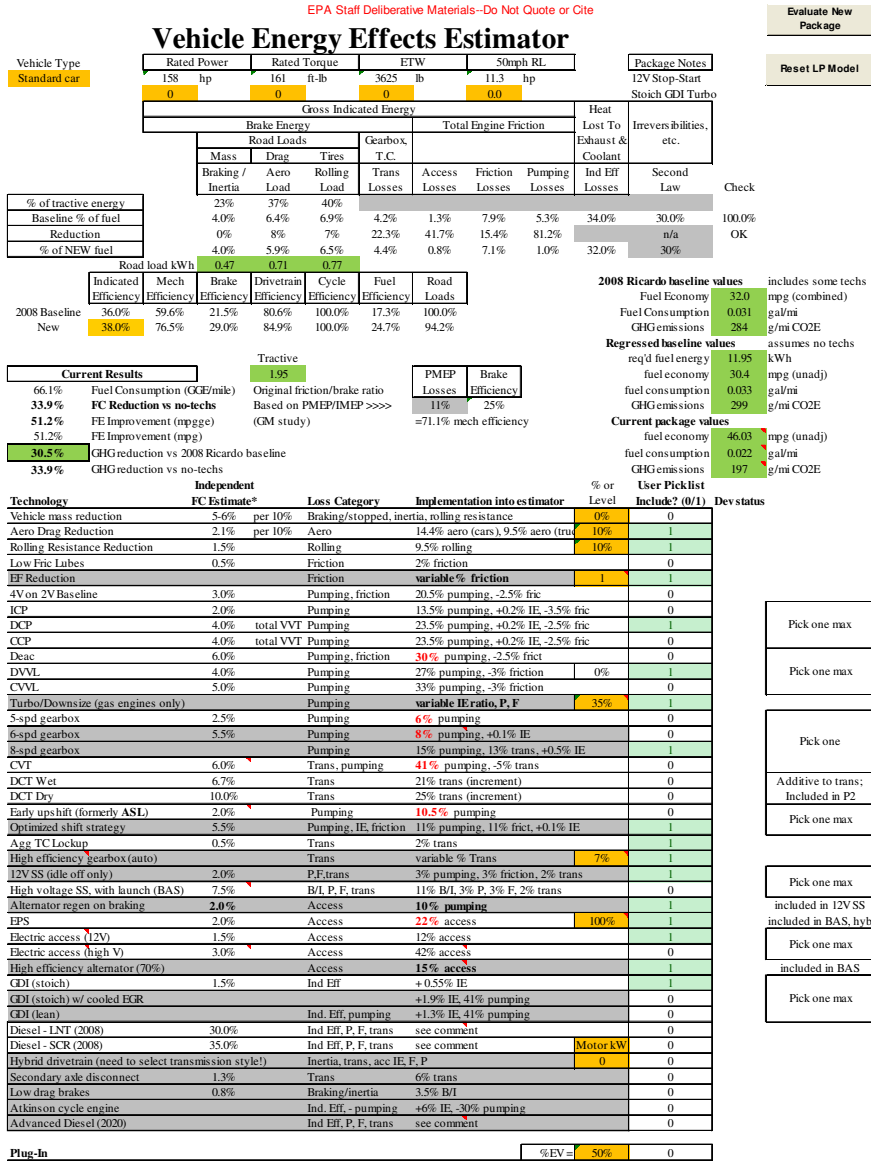 EPA Staff Deliberative Materials--Do Not Quote or Cite
Evaluate New Package
Vehicle Energy Effects Estimator
Vehicle Type Rated Power Rated Torque ETW 50mph RL Package Notes
Reset LP Model
Standard car 158 hp 161 ft-lb 3625 lb 11.3 hp 12V Stop-Start
0 0 0 0.0 Stoich GDI Turbo
Gross Indicated Energy Heat
Brake Energy Total Engine Friction Lost To Irreversibilities,
Road Loads Gearbox, Exhaust & etc.
Mass Drag Tires T.C. Coolant
Braking / Aero Rolling Trans Access Friction Pumping Ind Eff Second
Inertia Load Load Losses Losses Losses Losses Losses Law Check
% of tractive energy 23% 37% 40%
Baseline % of fuel 4.0% 6.4% 6.9% 4.2% 1.3% 7.9% 5.3% 34.0% 30.0% 100.0%
Reduction 0% 8% 7% 22.3% 41.7% 15.4% 81.2% n/a OK
% of NEW fuel 4.0% 5.9% 6.5% 4.4% 0.8% 7.1% 1.0% 32.0% 30%
Road load kWh 0.47 0.71 0.77
Indicated Mech Brake Drivetrain Cycle Fuel Road 2008 Ricardo baseline values includes some techs
Efficiency Efficiency Efficiency Efficiency Efficiency Efficiency Loads Fuel Economy 32.0 mpg (combined)
2008 Baseline 36.0% 59.6% 21.5% 80.6% 100.0% 17.3% 100.0% Fuel Consumption 0.031 gal/mi
New 38.0% 76.5% 29.0% 84.9% 100.0% 24.7% 94.2% GHG emissions 284 g/mi CO2E
Regressed baseline values assumes no techs
Tractive req'd fuel energy 11.95 kWh
Current Results 1.95 PMEP Brake fuel economy 30.4 mpg (unadj)
66.1% Fuel Consumption (GGE/mile) Original friction/brake ratio Losses Efficiency fuel consumption 0.033 gal/mi
33.9% FC Reduction vs no-techs Based on PMEP/IMEP >>>> 11% 25% GHG emissions 299 g/mi CO2E
51.2% FE Improvement (mpgge) (GM study) =71.1% mech efficiency Current package values
51.2% FE Improvement (mpg) fuel economy 46.03 mpg (unadj)
30.5% GHG reduction vs 2008 Ricardo baseline fuel consumption 0.022 gal/mi
33.9% GHG reduction vs no-techs GHG emissions 197 g/mi CO2E
Independent % or User Picklist
Technology FC Estimate* Loss Category Implementation into estimator Level Include? (0/1) Dev status
Vehicle mass reduction 5-6% per 10% Braking/stopped, inertia, rolling resistance 0% 0
Aero Drag Reduction 2.1% per 10% Aero 14.4% aero (cars), 9.5% aero (truc 10% 1
Rolling Resistance Reduction 1.5% Rolling 9.5% rolling 10% 1
Low Fric Lubes 0.5% Friction 2% friction 0
EF Reduction Friction variable % friction 1 1
4V on 2V Baseline 3.0% Pumping, friction 20.5% pumping, -2.5% fric 0
ICP 2.0% Pumping 13.5% pumping, +0.2% IE, -3.5% fric 0
DCP 4.0% total VVT Pumping 23.5% pumping, +0.2% IE, -2.5% fric 1 Pick one max
CCP 4.0% total VVT Pumping 23.5% pumping, +0.2% IE, -2.5% fric 0
Deac 6.0% Pumping, friction 30% pumping, -2.5% frict 0
DVVL 4.0% Pumping 27% pumping, -3% friction 0% 1 Pick one max
CVVL 5.0% Pumping 33% pumping, -3% friction 0
Turbo/Downsize (gas engines only) Pumping variable IE ratio, P, F 35% 1
5-spd gearbox 2.5% Pumping 6% pumping 0
6-spd gearbox 5.5% Pumping 8% pumping, +0.1% IE 0
8-spd gearbox Pumping 15% pumping, 13% trans, +0.5% IE 1 Pick one
CVT 6.0% Trans, pumping 41% pumping, -5% trans 0
DCT Wet 6.7% Trans 21% trans (increment) 0 Additive to trans;
DCT Dry 10.0% Trans 25% trans (increment) 0 Included in P2
Early upshift (formerly ASL) 2.0% Pumping 10.5% pumping 0 Pick one max
Optimized shift strategy 5.5% Pumping, IE, friction 11% pumping, 11% frict, +0.1% IE 1
Agg TC Lockup 0.5% Trans 2% trans 1
High efficiency gearbox (auto) Trans variable % Trans 7% 1
12V SS (idle off only) 2.0% P,F,trans 3% pumping, 3% friction, 2% trans 1 Pick one max
High voltage SS, with launch (BAS) 7.5% B/I, P, F, trans 11% B/I, 3% P, 3% F, 2% trans 0
Alternator regen on braking 2.0% Access 10% pumping 1 included in 12V SS
EPS 2.0% Access 22% access 100% 1 included in BAS, hyb
Electric access (12V) 1.5% Access 12% access 1 Pick one max
Electric access (high V) 3.0% Access 42% access 0
High efficiency alternator (70%) Access 15% access 1 included in BAS
GDI (stoich) 1.5% Ind Eff + 0.55% IE 1
GDI (stoich) w/ cooled EGR +1.9% IE, 41% pumping 0 Pick one max
GDI (lean) Ind. Eff, pumping +1.3% IE, 41% pumping 0
Diesel - LNT (2008) 30.0% Ind Eff, P, F, trans see comment 0
Diesel - SCR (2008) 35.0% Ind Eff, P, F, trans see comment Motor kW 0
Hybrid drivetrain (need to select transmission style!) Inertia, trans, acc IE, F, P 0 0
Secondary axle disconnect 1.3% Trans 6% trans 0
Low drag brakes 0.8% Braking/inertia 3.5% B/I 0
Atkinson cycle engine Ind. Eff, - pumping +6% IE, -30% pumping 0
Advanced Diesel (2020) Ind Eff, P, F, trans see comment 0
Plug-In %EV = 50% 0